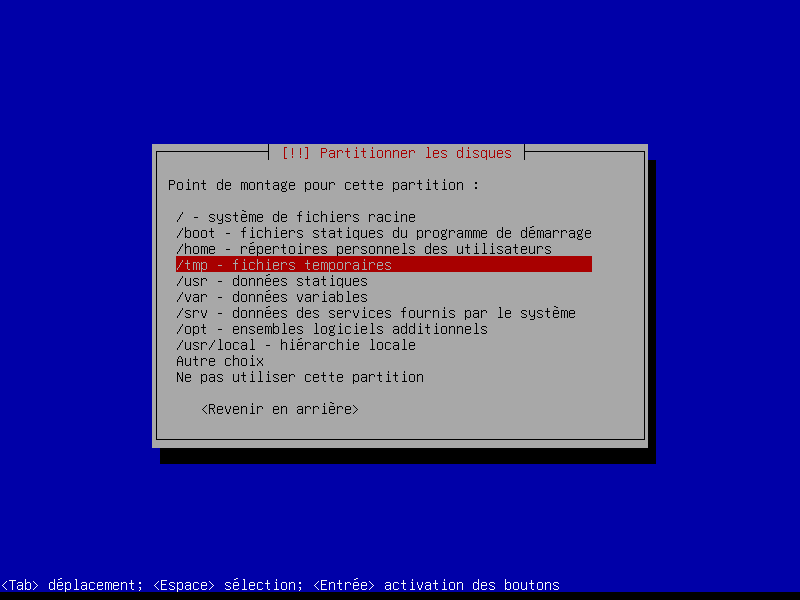 [!!] Partitionner les disques
Point de montage pour cette partition :
/ - système de fichiers racine
/boot - fichiers statiques du programme de démarrage
/home - répertoires personnels des utilisateurs
/tmp - fichiers temporaires
/usr - données statiques
/var - données variables
/srv - données des services fournis par le système
/opt - ensembles logiciels additionnels
/usr/local - hiérarchie locale
Autre choix
Ne pas utiliser cette partition
<Revenir en arrière>
<Tab> déplacement; <Espace> sélection; <Entrée> activation des boutons